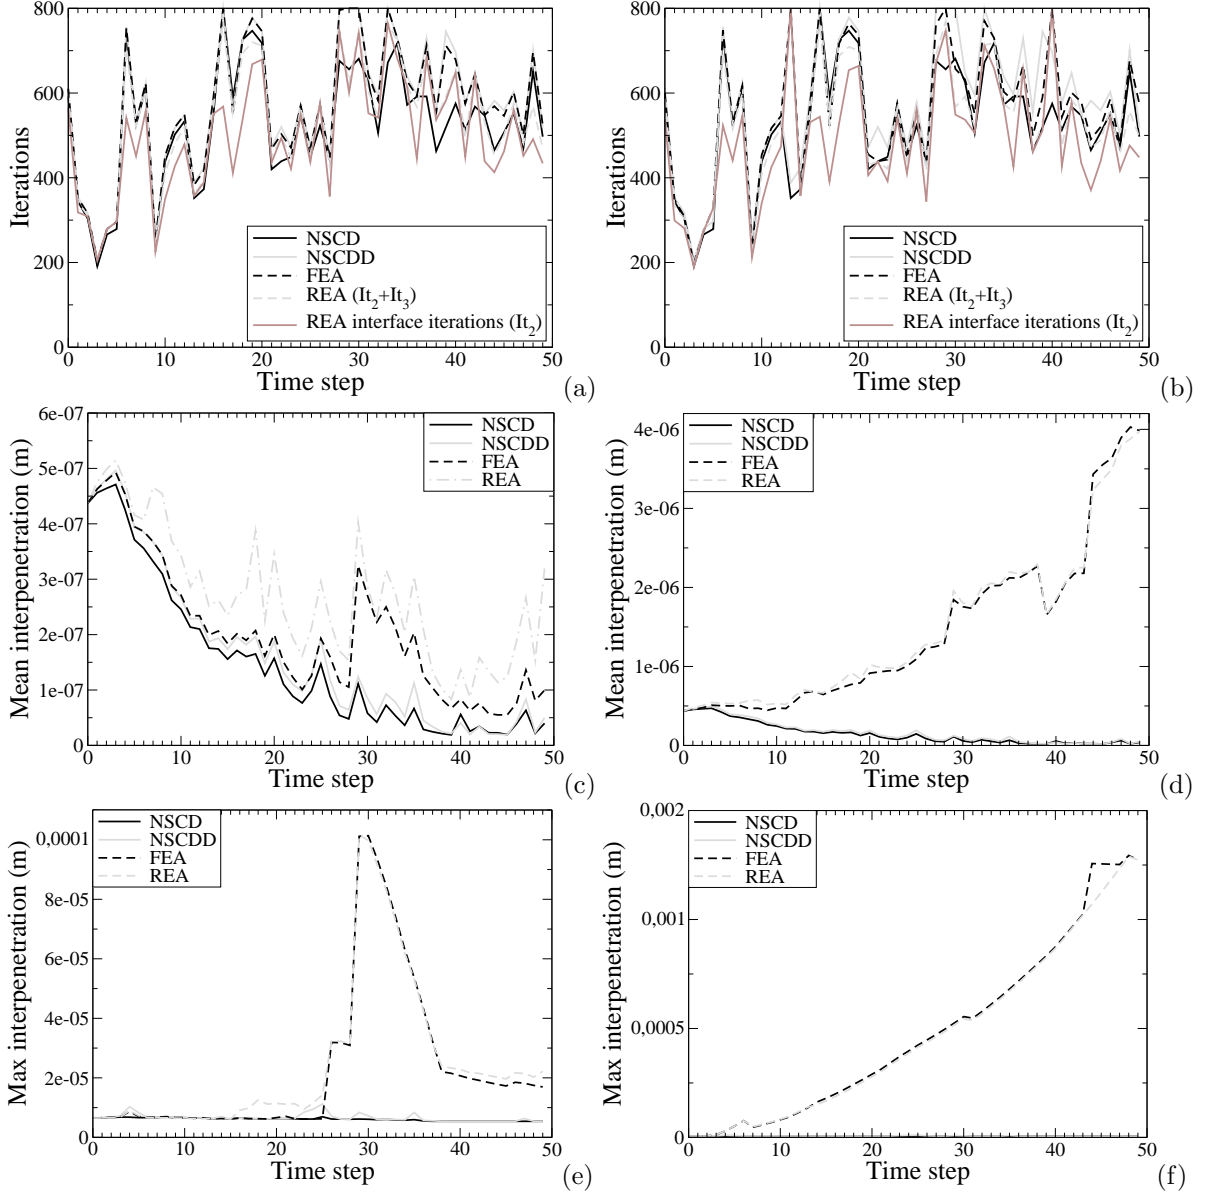 800
600
400
200
0
Iterations
0 10 20 30 40 50
Time step
NSCD
NSCDD
FEA
REA (It2+It3)
REA interface iterations (It2)
(a)
800
600
400
200
0
Iterations
0 10 20 30 40 50
Time step
NSCD
NSCDD
FEA
REA (It2+It3)
REA interface iterations (It2)
(b)
6e-07
5e-07
4e-07
3e-07
2e-07
1e-07
0
Mean interpenetration (m)
0 10 20 30 40 50
Time step
NSCD
NSCDD
FEA
REA
(c)
4e-06
3e-06
2e-06
1e-06
0
Mean interpenetration (m)
0 10 20 30 40 50
Time step
NSCD
NSCDD
FEA
REA
(d)
0,0001
8e-05
6e-05
4e-05
2e-05
0
Max interpenetration (m)
0 10 20 30 40 50
Time step
NSCD
NSCDD
FEA
REA
(e)
0,002
0,001
0,0005
0
Max interpenetration (m)
0 10 20 30 40 50
Time step
NSCD
NSCDD
FEA
REA
(f)